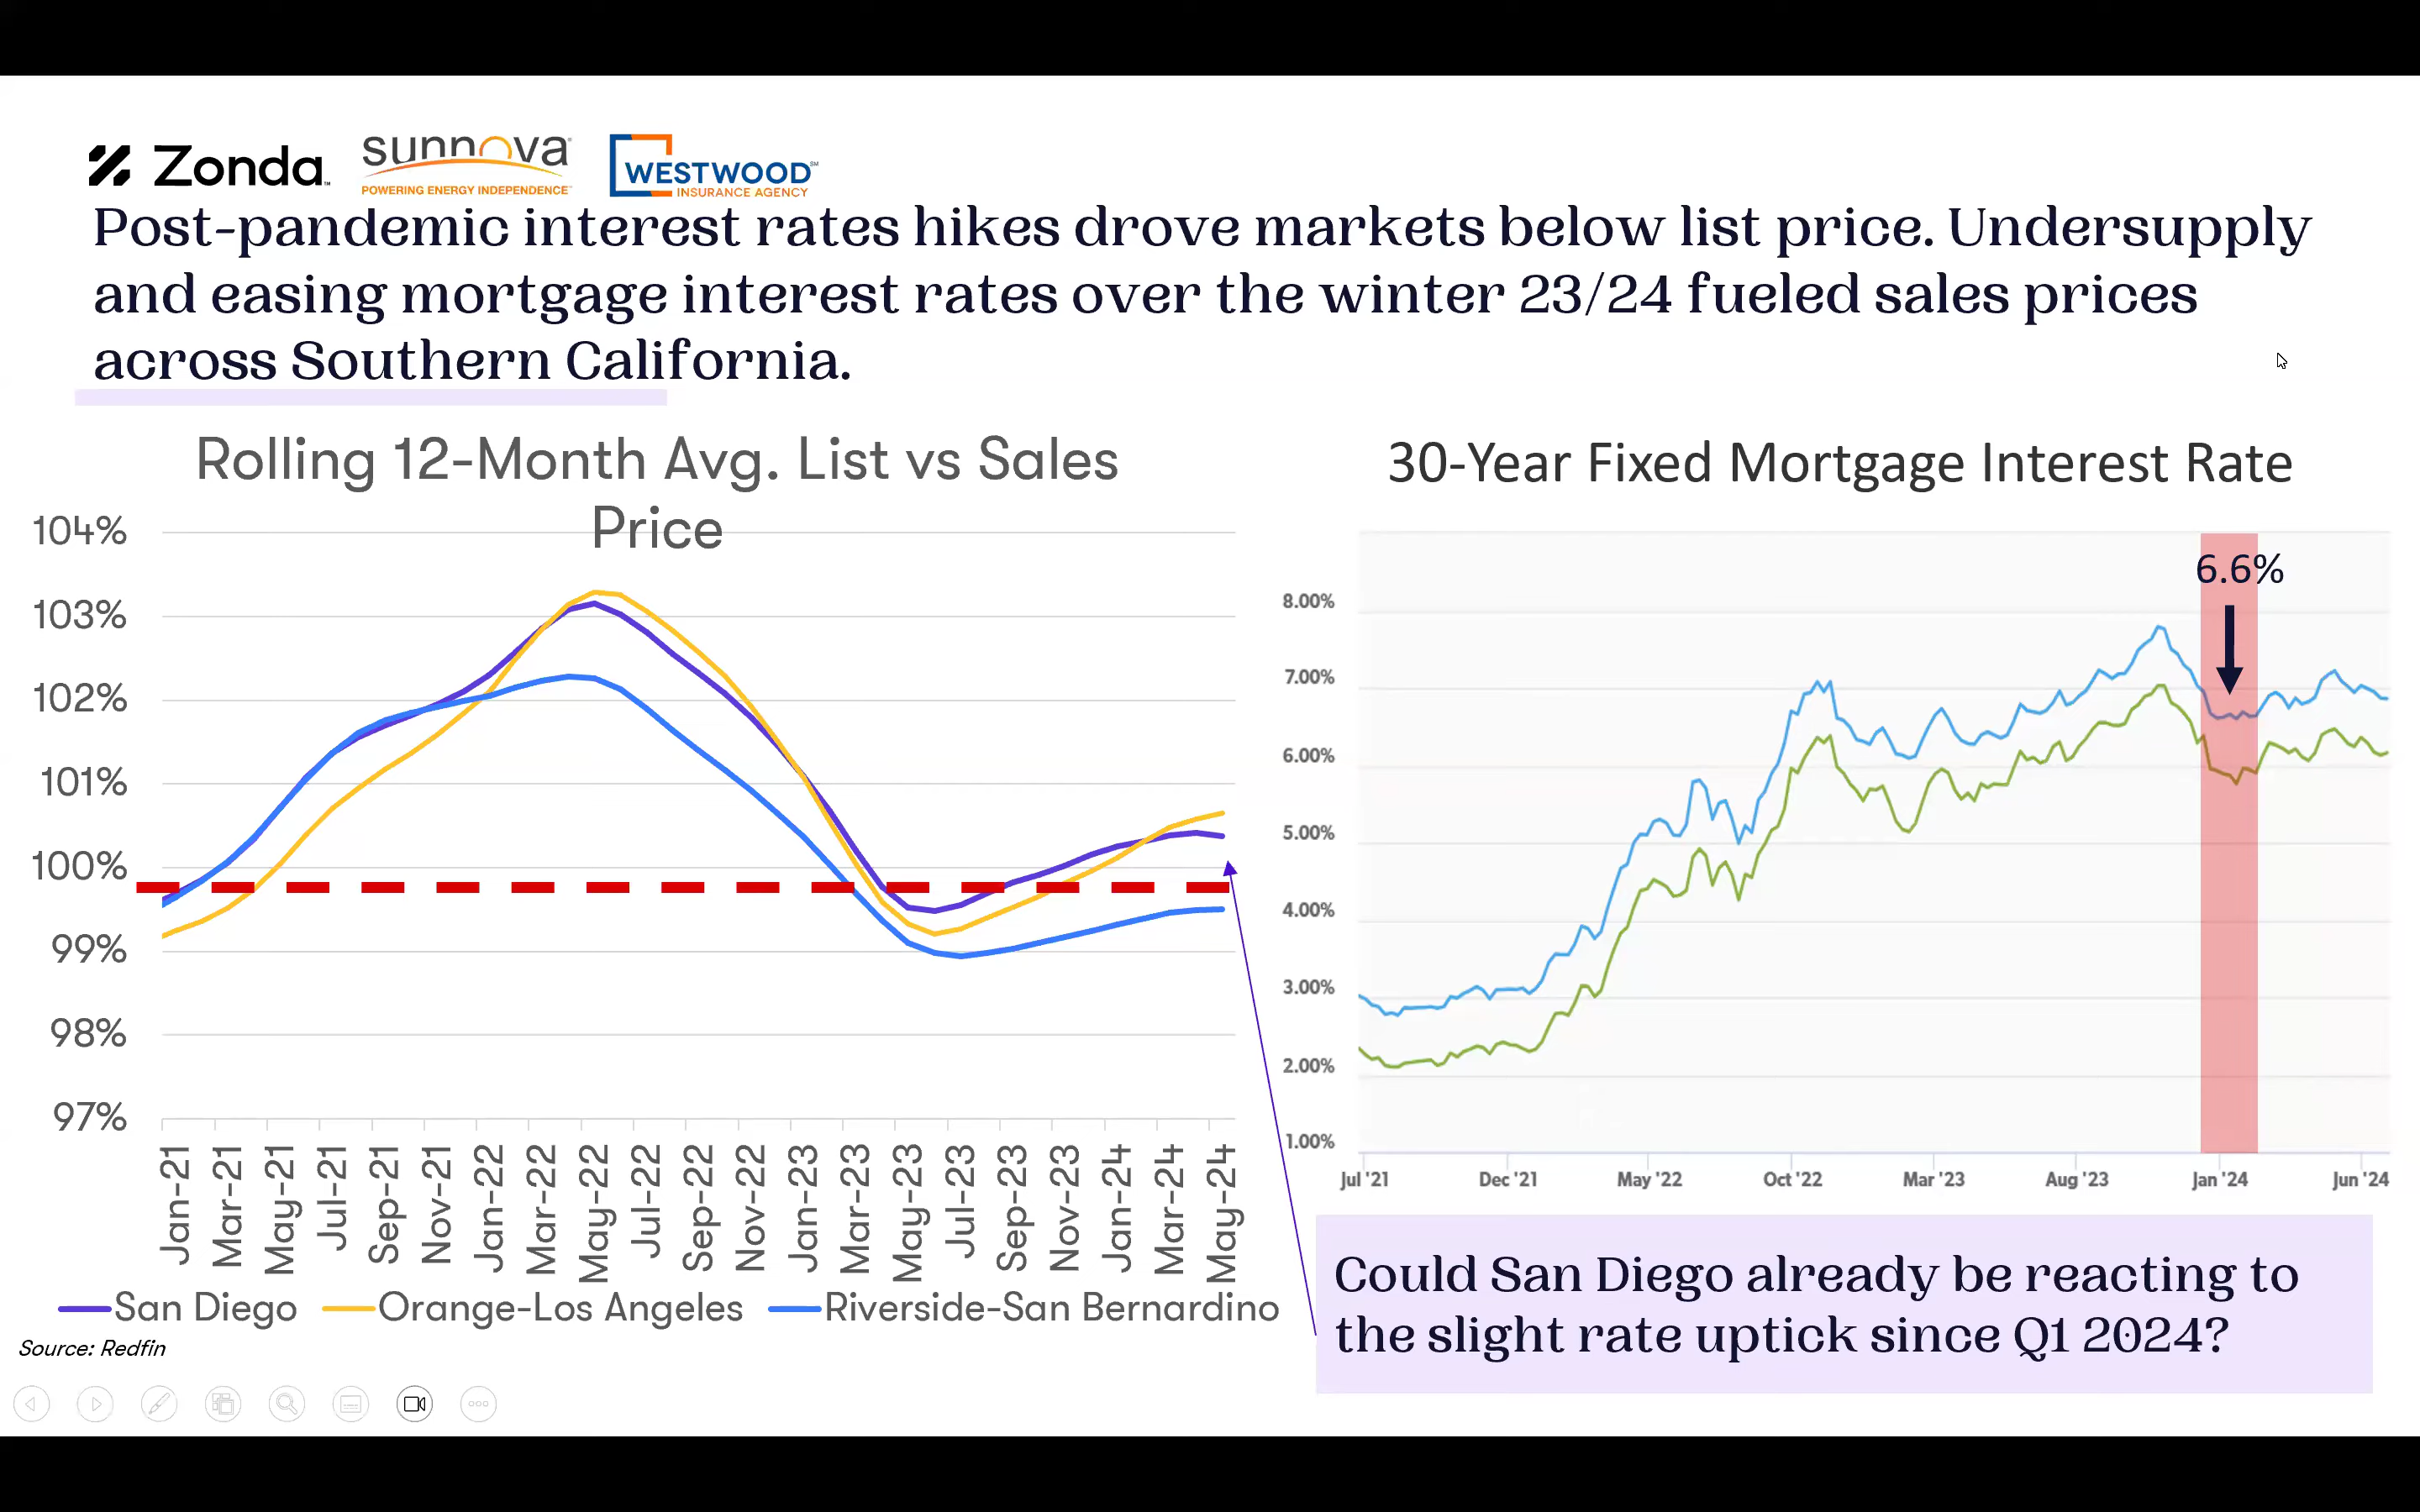 Zonda™
sunnova
POWERING ENERGY INDEPENDENCE
WESTWOOD SM
INSURANCE AGENCY
Post-pandemic interest rates hikes drove markets below list price. Undersupply
and easing mortgage interest rates over the winter 23/24 fueled sales prices
across Southern California.
Rolling 12-Month Avg. List vs Sales
Price
104%
103%
102%
101%
100%
99%
98%
97%
Jan-21
Mar-21
May-21
Jul-21
Sep-21
Nov-21
Jan-22
Mar-22
May-22
Jul-22
Sep-22
Nov-22
Jan-23
Mar-23
May-23
Jul-23
Sep-23
Nov-23
Jan-24
Mar-24
May-24
San Diego
Orange-Los Angeles
Riverside-San Bernardino
Source: Redfin
30-Year Fixed Mortgage Interest Rate
6.6%
8.00%
7.00%
6.00%
5.00%
4.00%
3.00%
2.00%
1.00%
Jul '21
Dec '21
May '22
Oct '22
Mar '23
Aug '23
Jan '24
Jun '24
Could San Diego already be reacting to
the slight rate uptick since Q1 2024?